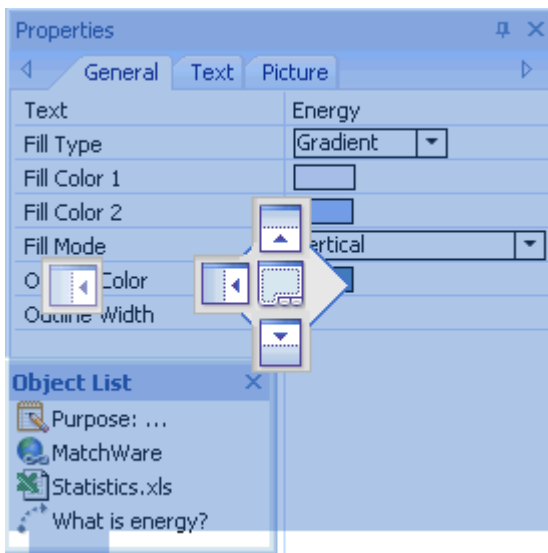 Properties
General Text Picture
Text Energy
Fill Type Gradient
Fill Color 1
Fill Color 2
Fill Mode
Color
Outline Width
Object List
Purpose: ...
MatchWare
Statistics.xls
What is energy?